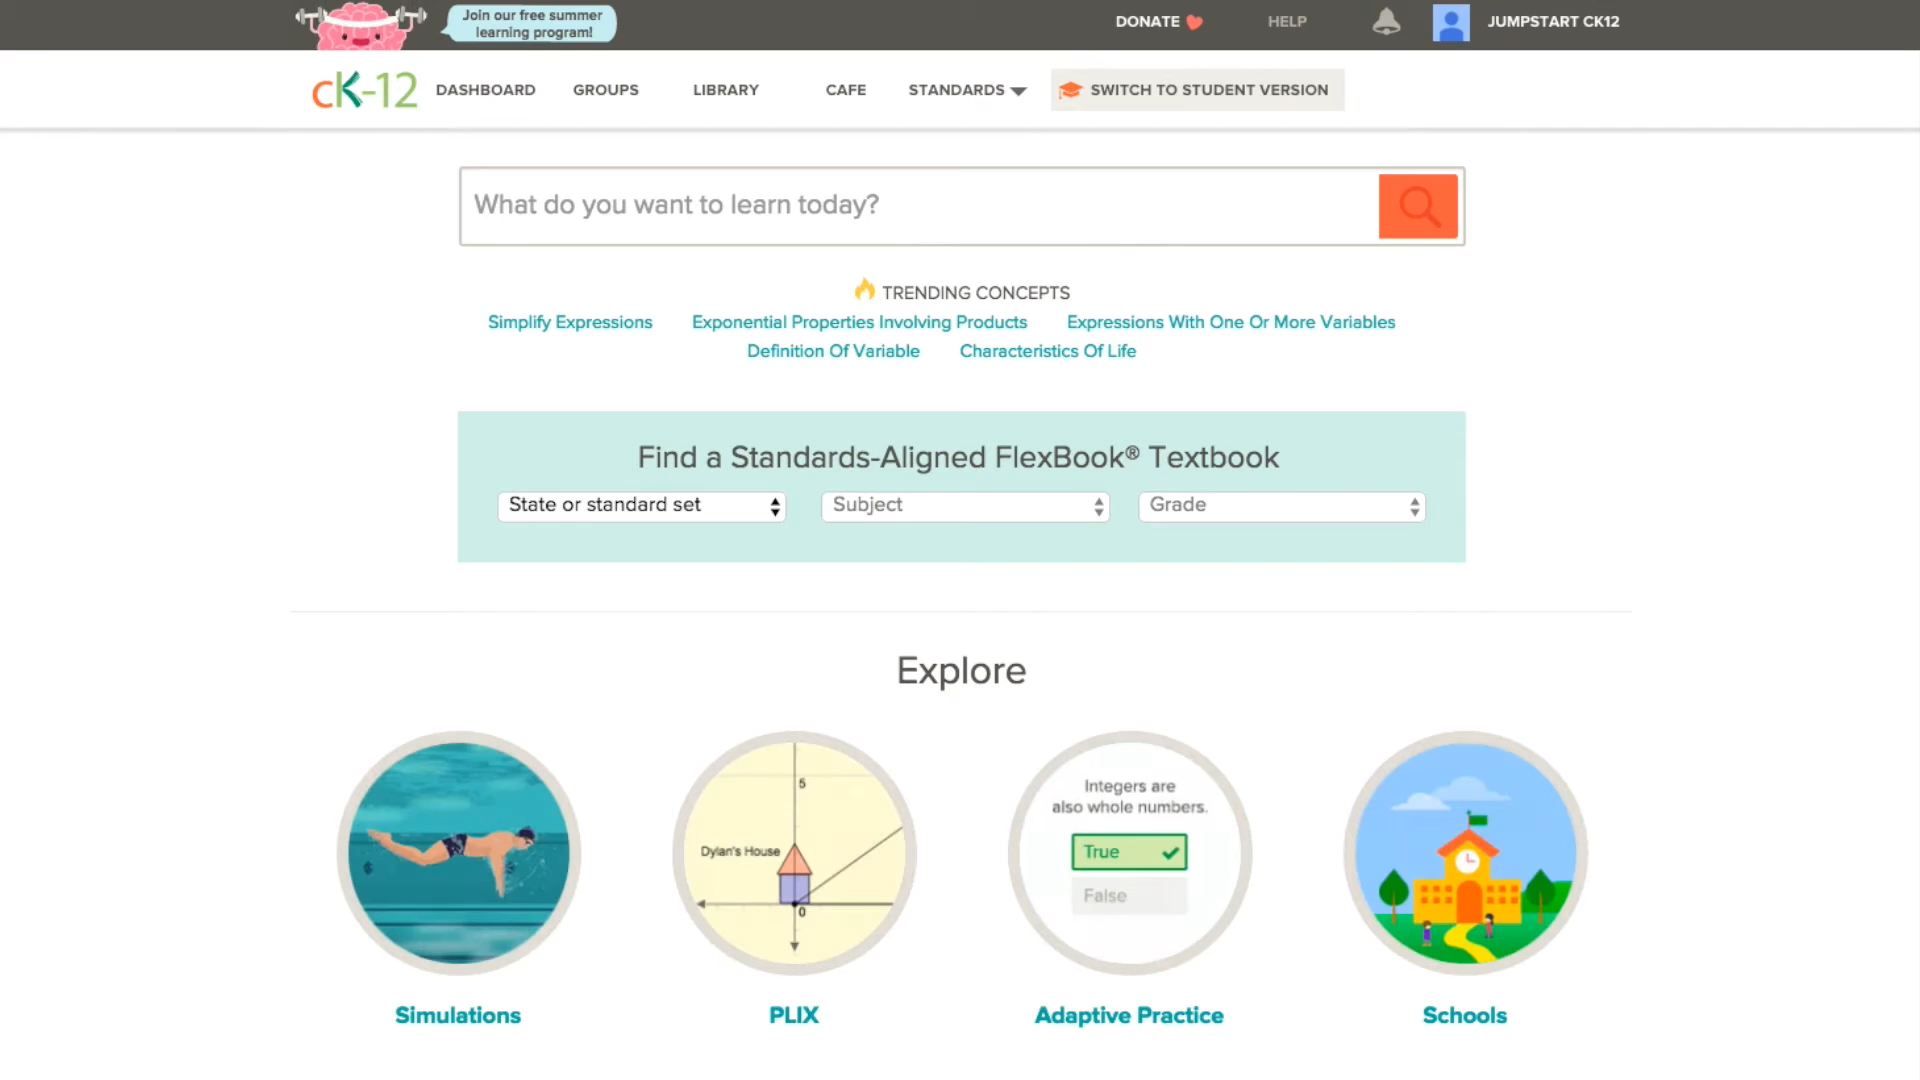 Join our free summer
learning program!
DONATE
HELP
JUMPSTART CK12
cK-12
DASHBOARD
GROUPS
LIBRARY
CAFE
STANDARDS
SWITCH TO STUDENT VERSION
What do you want to learn today?
TRENDING CONCEPTS
Simplify Expressions
Exponential Properties Involving Products
Expressions With One Or More Variables
Definition Of Variable
Characteristics Of Life
Find a Standards-Aligned FlexBook® Textbook
State or standard set
Subject
Grade
Explore
5
Dylan's House
0
Integers are
also whole numbers.
True
False
Simulations
PLIX
Adaptive Practice
Schools